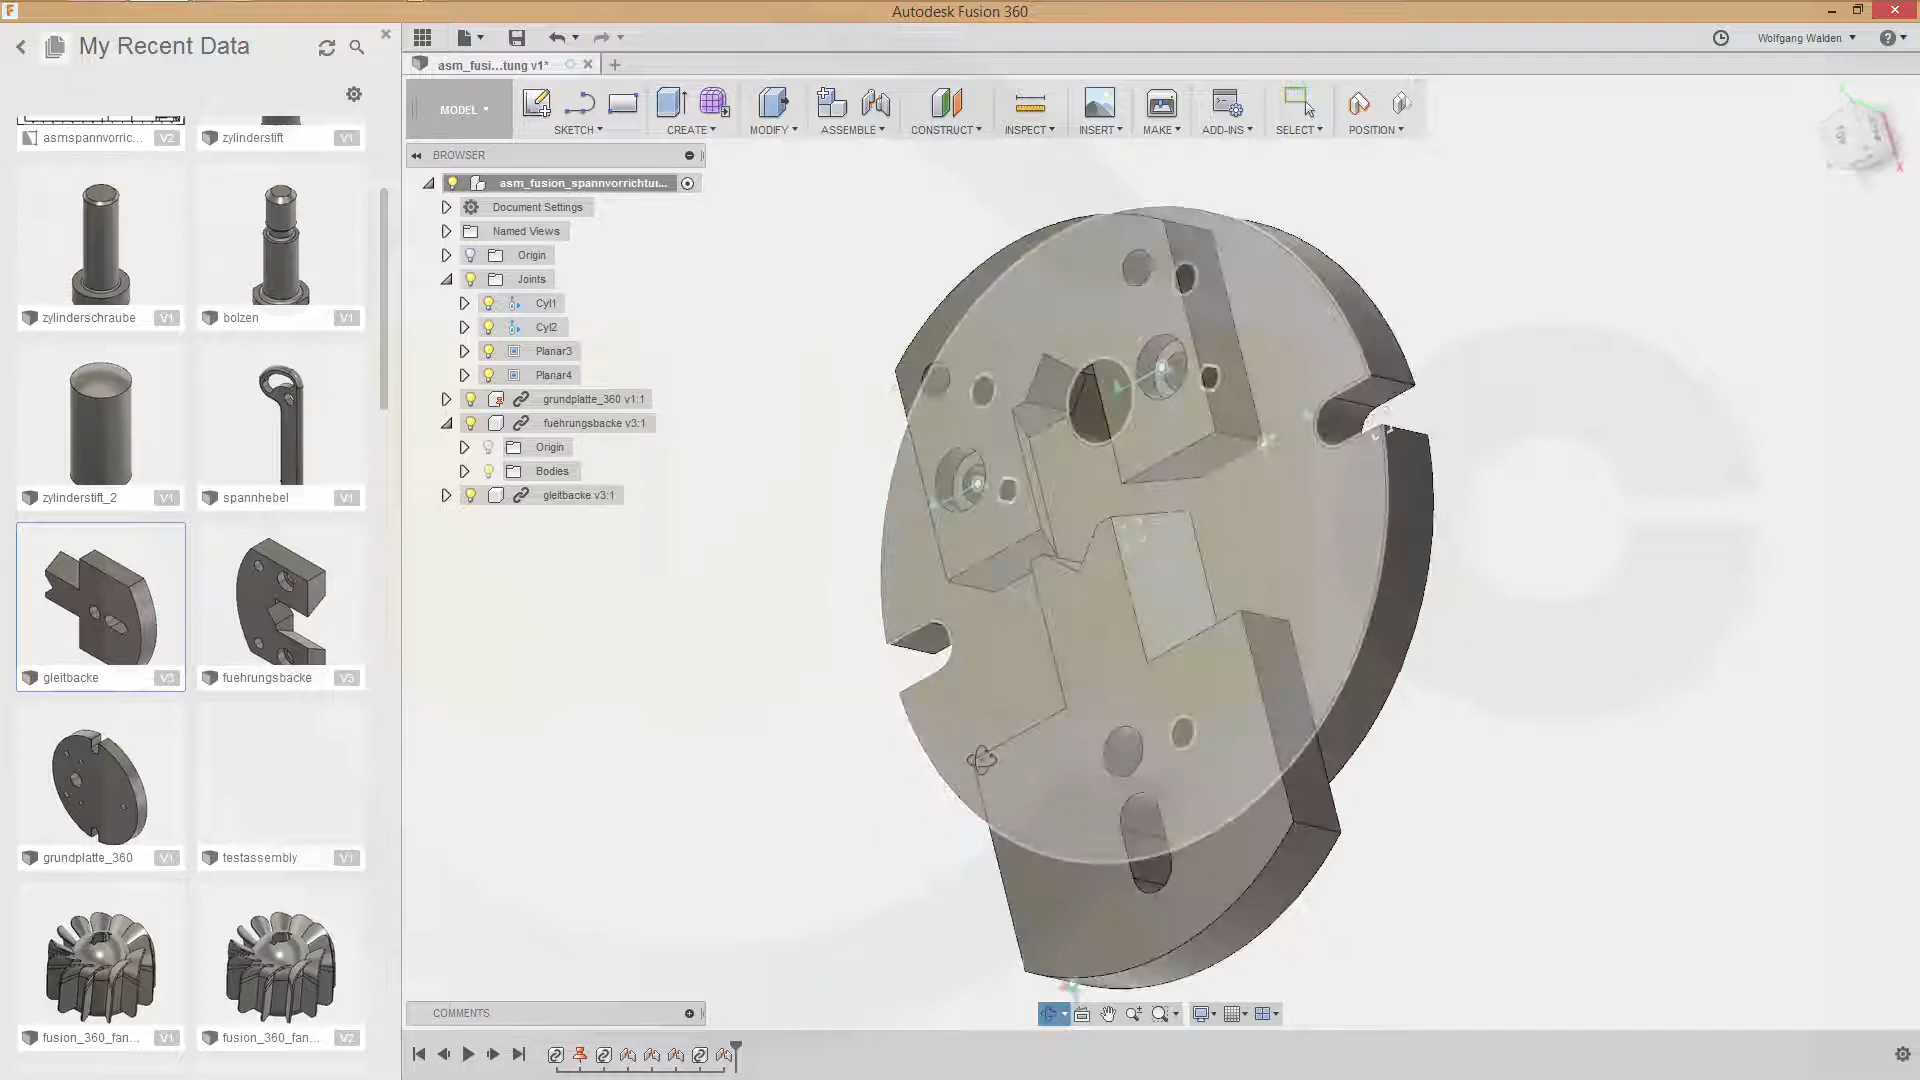 Autodesk Fusion 360
My Recent Data
Wolfgang Walden
asm_fusi...tung v1*
MODEL
SKETCH
CREATE
MODIFY
ASSEMBLE
CONSTRUCT
INSPECT
INSERT
MAKE
ADD-INS
SELECT
POSITION
asmspannvorric...
V2
zylinderstift
V1
BROWSER
asm_fusion_spannvorrichtu...
Document Settings
Named Views
Origin
Joints
Cyl1
Cyl2
Planar3
Planar4
grundplatte_360 v1:1
fuehrungsbacke v3:1
Origin
Bodies
gleitbacke v3:1
zylinderschraube
V1
bolzen
V1
zylinderstift_2
V1
spannhebel
V1
gleitbacke
V3
fuehrungsbacke
V3
grundplatte_360
V1
testassembly
V1
fusion_360_fan...
V1
fusion_360_fan...
V2
COMMENTS
X